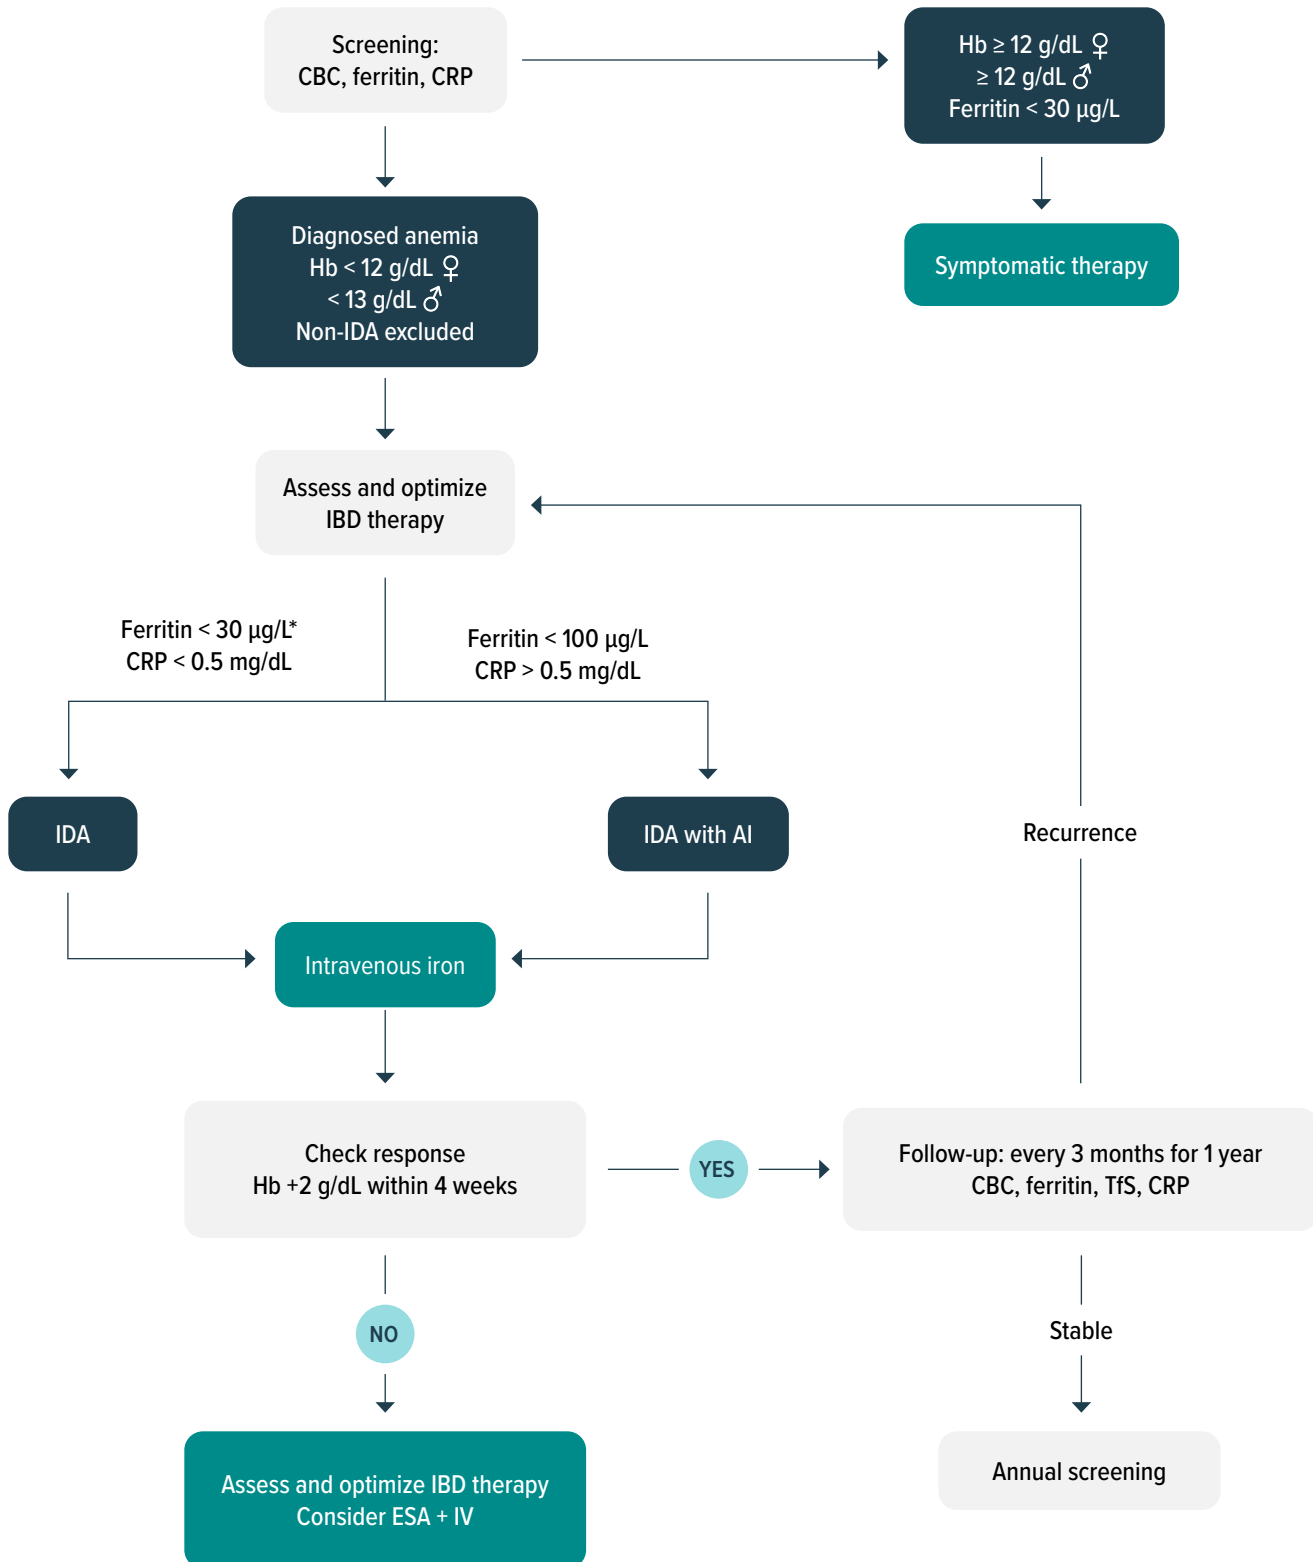 Screening:
CBC, ferritin, CRP
Hb ≥ 12 g/dL ♀
≥ 12 g/dL ♂
Ferritin < 30 µg/L
Diagnosed anemia
Hb < 12 g/dL ♀
< 13 g/dL ♂
Non-IDA excluded
Symptomatic therapy
Assess and optimize
IBD therapy
Ferritin < 30 µg/L*
CRP < 0.5 mg/dL
Ferritin < 100 µg/L
CRP > 0.5 mg/dL
IDA
IDA with AI
Recurrence
Intravenous iron
Check response
Hb +2 g/dL within 4 weeks
YES
Follow-up: every 3 months for 1 year
CBC, ferritin, TfS, CRP
NO
Stable
Assess and optimize IBD therapy
Consider ESA + IV
Annual screening